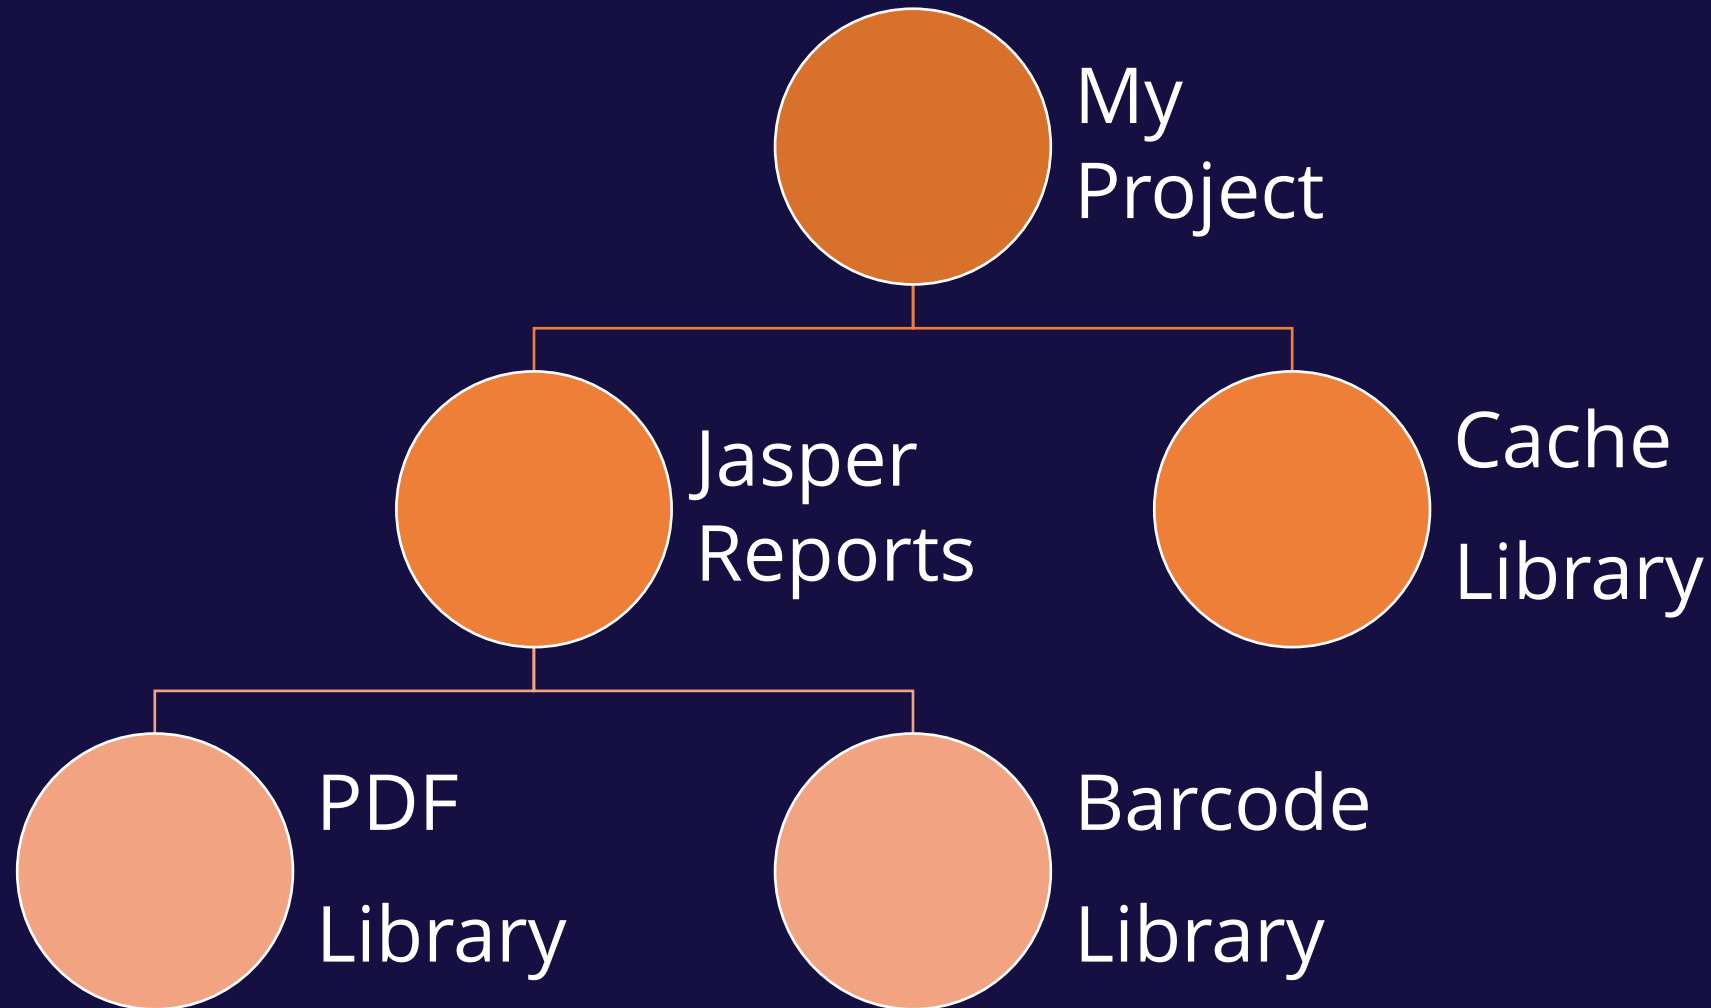 My
Project
Jasper
Reports
Cache
Library
PDF
Library
Barcode
Library